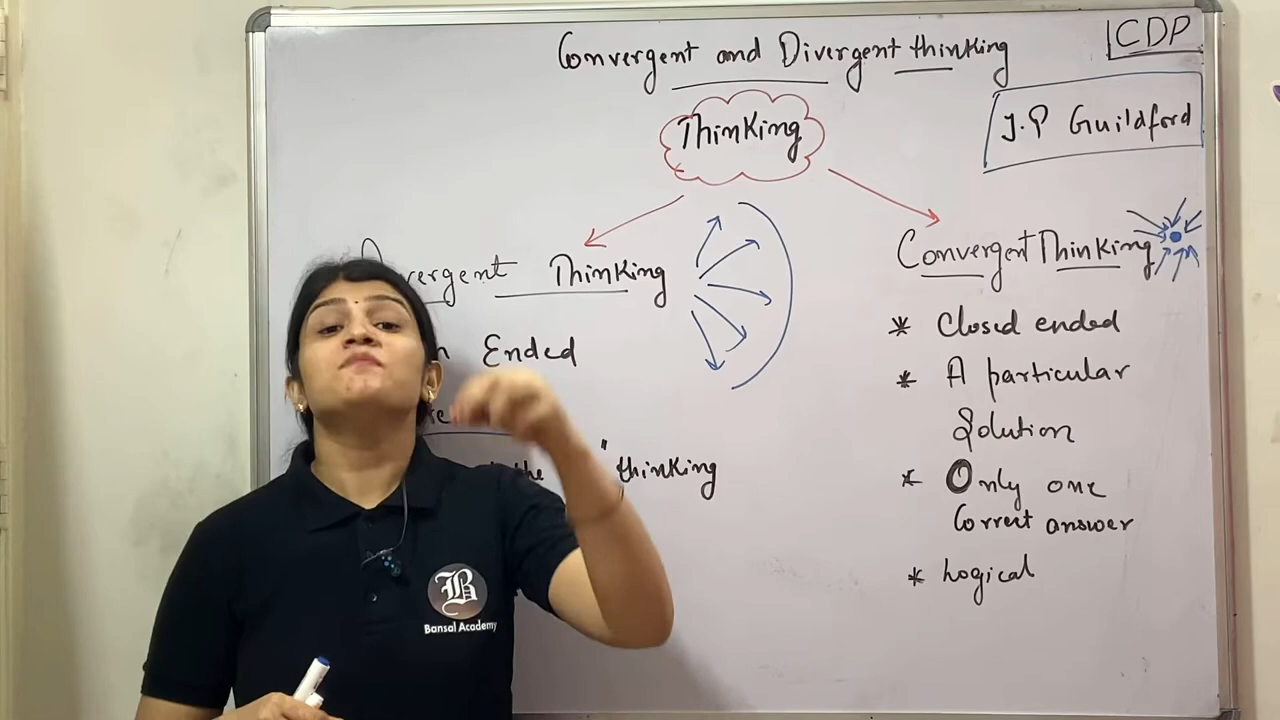 Convergent and Divergent thinking
CDP
J.P Guildford
Thinking
vergent Thinking
Ended
* thinking
Convergent Thinking
* Closed ended
* A particular
Solution
* Only one
Correct answer
* Logical
B
Bansal Academy